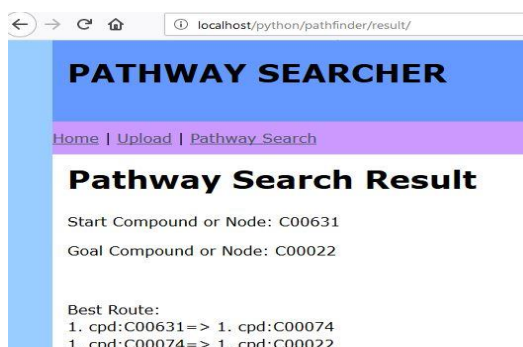 localhost/python/pathfinder/result/
PATHWAY SEARCHER
Home | Upload | Pathway Search
Pathway Search Result
Start Compound or Node: C00631
Goal Compound or Node: C00022
Best Route:
1. cpd:C00631=> 1. cpd:C00074
1. cpd:C00074=> 1. cpd:C00022